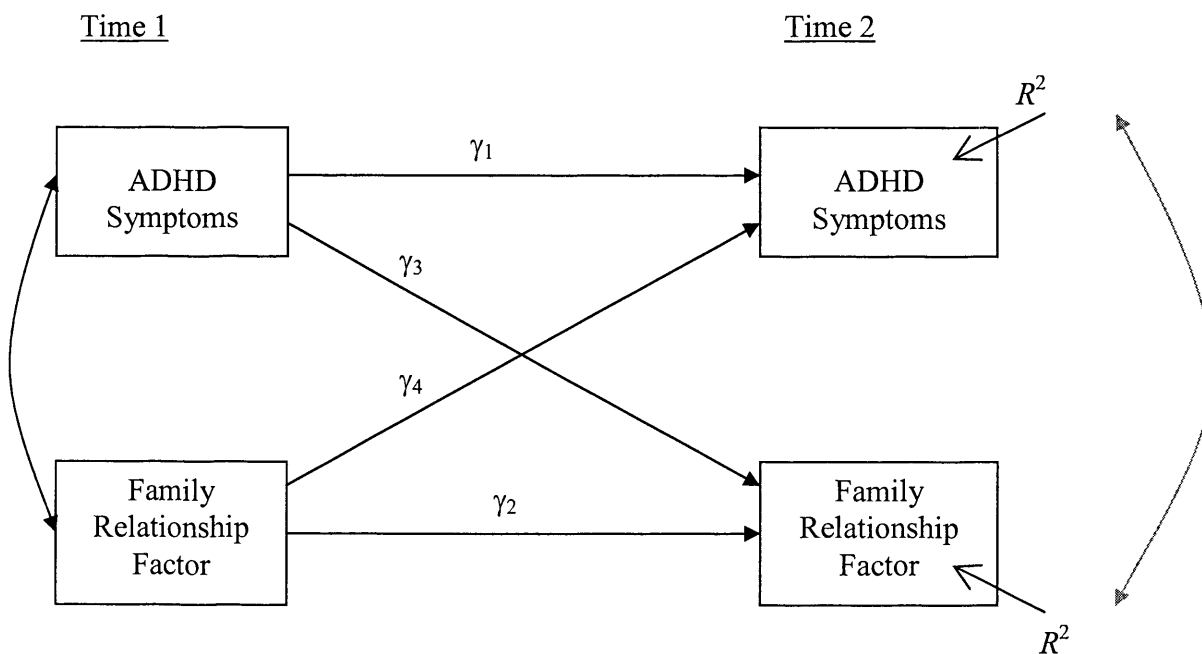 Time 1
Time 2
R²
ADHD
Symptoms
γ₁
ADHD
Symptoms
γ₃
γ₄
Family
Relationship
Factor
γ₂
Family
Relationship
Factor
R²